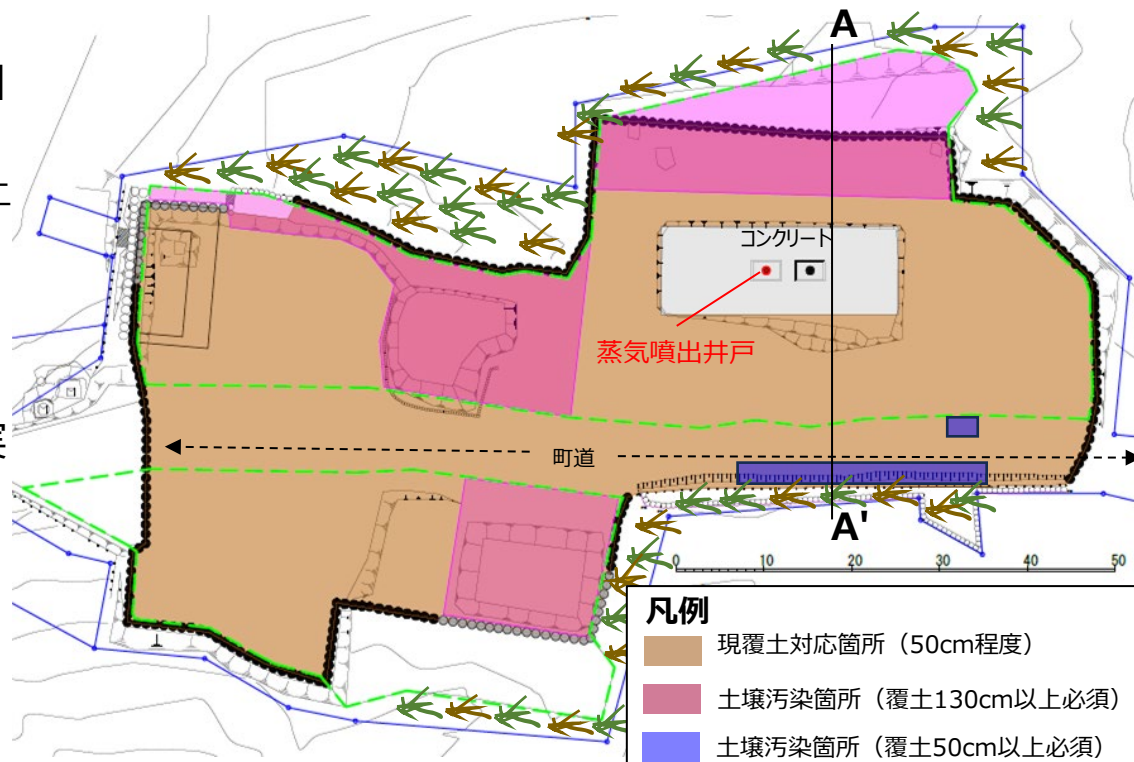 A
コンクリート
蒸気噴出井戸
町道
A'
0 10 20 30 40 50
凡例
現覆土対応箇所（50cm程度）
土壌汚染箇所（覆土130cm以上必須）
土壌汚染箇所（覆土50cm以上必須）